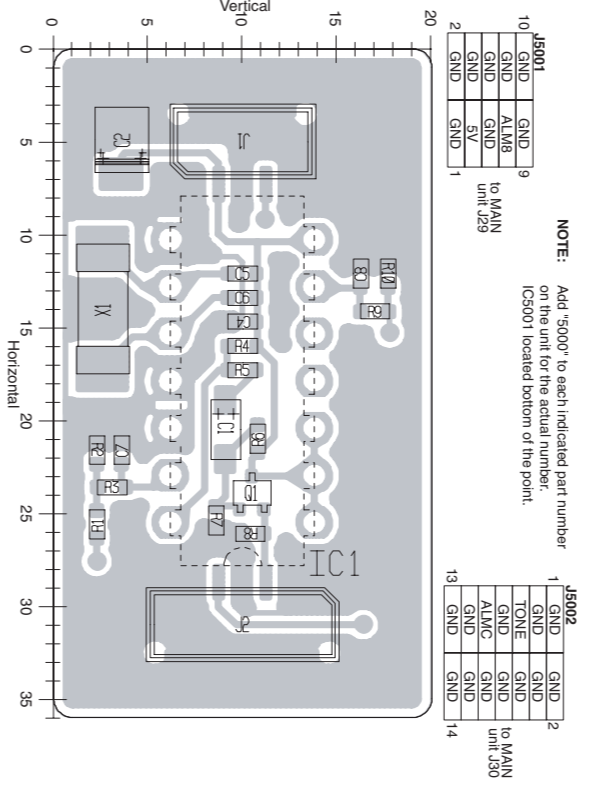 J5001
10 GND GND 9
GND ALM8
GND GND
GND 5V
2 GND GND 1
to MAIN
unit J29
NOTE: Add "5000" to each indicated part number
on the unit for the actual number.
IC5001 located bottom of the point.
J5002
1 GND GND 2
GND GND
TONE GND
GND GND
ALMC GND
GND GND
13 GND GND 14
to MAIN
unit J30
Vertical
0
5
10
15
20
Horizontal
0
5
10
15
20
25
30
35
C3
J1
X1
C5
C6
C4
R4
R5
C8
R10
R9
C1
R6
Q1
R7
R8
R2
R3
R1
IC1
J2